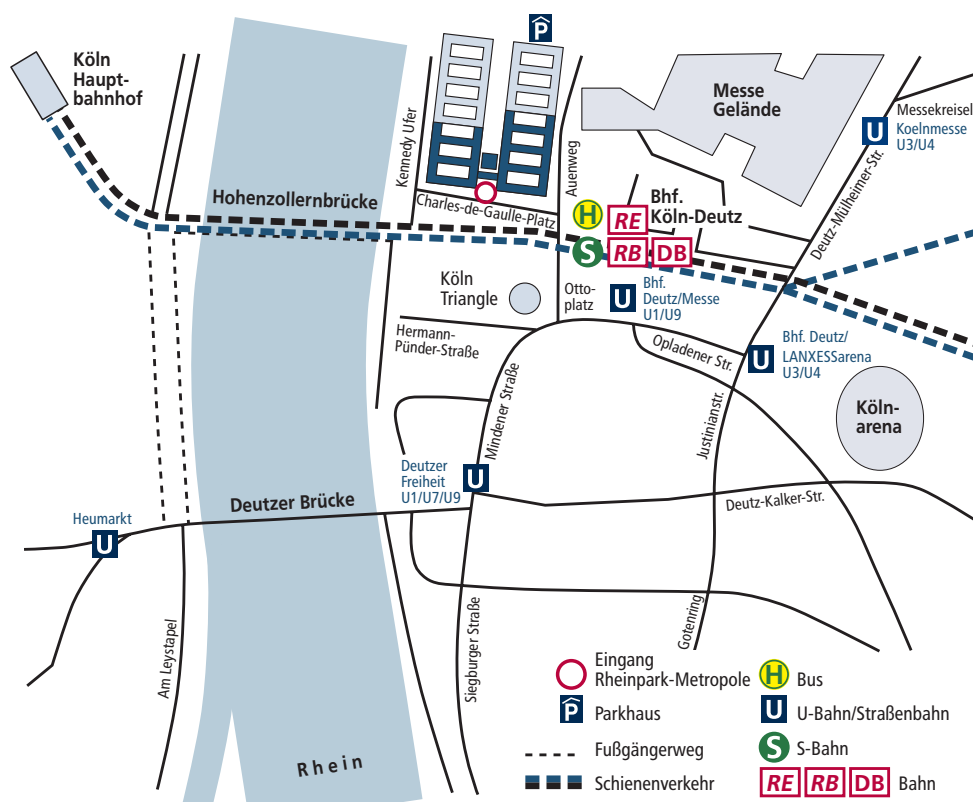 Köln
Haupt-
bahnhof
P
Kennedy Ufer
Auenweg
Messe
Gelände
Messekreisel
U
Koelnmesse
U3/U4
Deutz-Mülheimer-Str.
Hohenzollernbrücke
Charles-de-Gaulle-Platz
H
RE
Bhf.
Köln-Deutz
S
RB
DB
Köln
Triangle
Otto-
platz
U
Bhf.
Deutz/Messe
U1/U9
Hermann-
Pünder-Straße
Opladener Str.
U
Bhf. Deutz/
LANXESSarena
U3/U4
Mindener Straße
Justinianstr.
Köln-
arena
Deutzer
Freiheit
U1/U7/U9
U
Deutzer Brücke
Deutz-Kalker-Str.
Heumarkt
U
Am Leystapel
Siegburger Straße
Gotenring
Rhein
Eingang
Rheinpark-Metropole
H Bus
P Parkhaus
U U-Bahn/Straßenbahn
Fußgängerweg
S S-Bahn
Schienenverkehr
RE RB DB Bahn